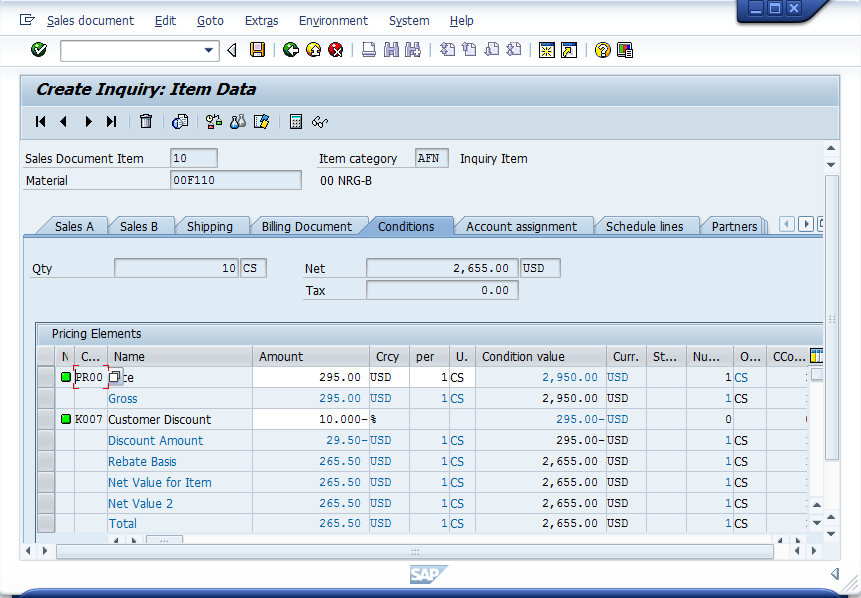 Sales document Edit Goto Extras Environment System Help
Create Inquiry: Item Data
Sales Document Item 10 Item category AFN Inquiry Item
Material 00F110 00 NRG-B
Sales A Sales B Shipping Billing Document Conditions Account assignment Schedule lines Partners
Qty 10 CS Net 2,655.00 USD
Tax 0.00
Pricing Elements
N C... Name Amount Crcy per U. Condition value Curr. St... Nu... O... CCo...
PR00 ce 295.00 USD 1 CS 2,950.00 USD 1 CS
Gross 295.00 USD 1 CS 2,950.00 USD 1 CS
K007 Customer Discount 10.000- % 295.00- USD 0
Discount Amount 29.50- USD 1 CS 295.00- USD 1 CS
Rebate Basis 265.50 USD 1 CS 2,655.00 USD 1 CS
Net Value for Item 265.50 USD 1 CS 2,655.00 USD 1 CS
Net Value 2 265.50 USD 1 CS 2,655.00 USD 1 CS
Total 265.50 USD 1 CS 2,655.00 USD 1 CS
SAP